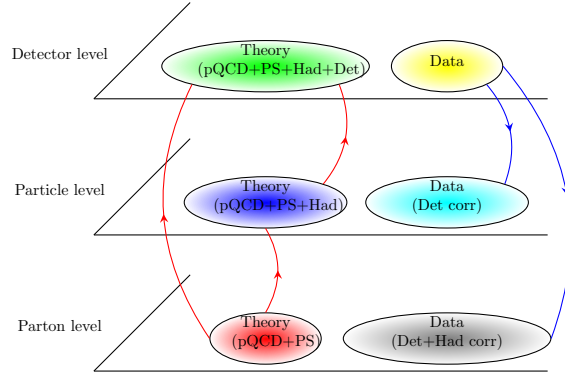 Detector level
Theory
(pQCD+PS+Had+Det)
Data
Particle level
Theory
(pQCD+PS+Had)
Data
(Det corr)
Parton level
Theory
(pQCD+PS)
Data
(Det+Had corr)